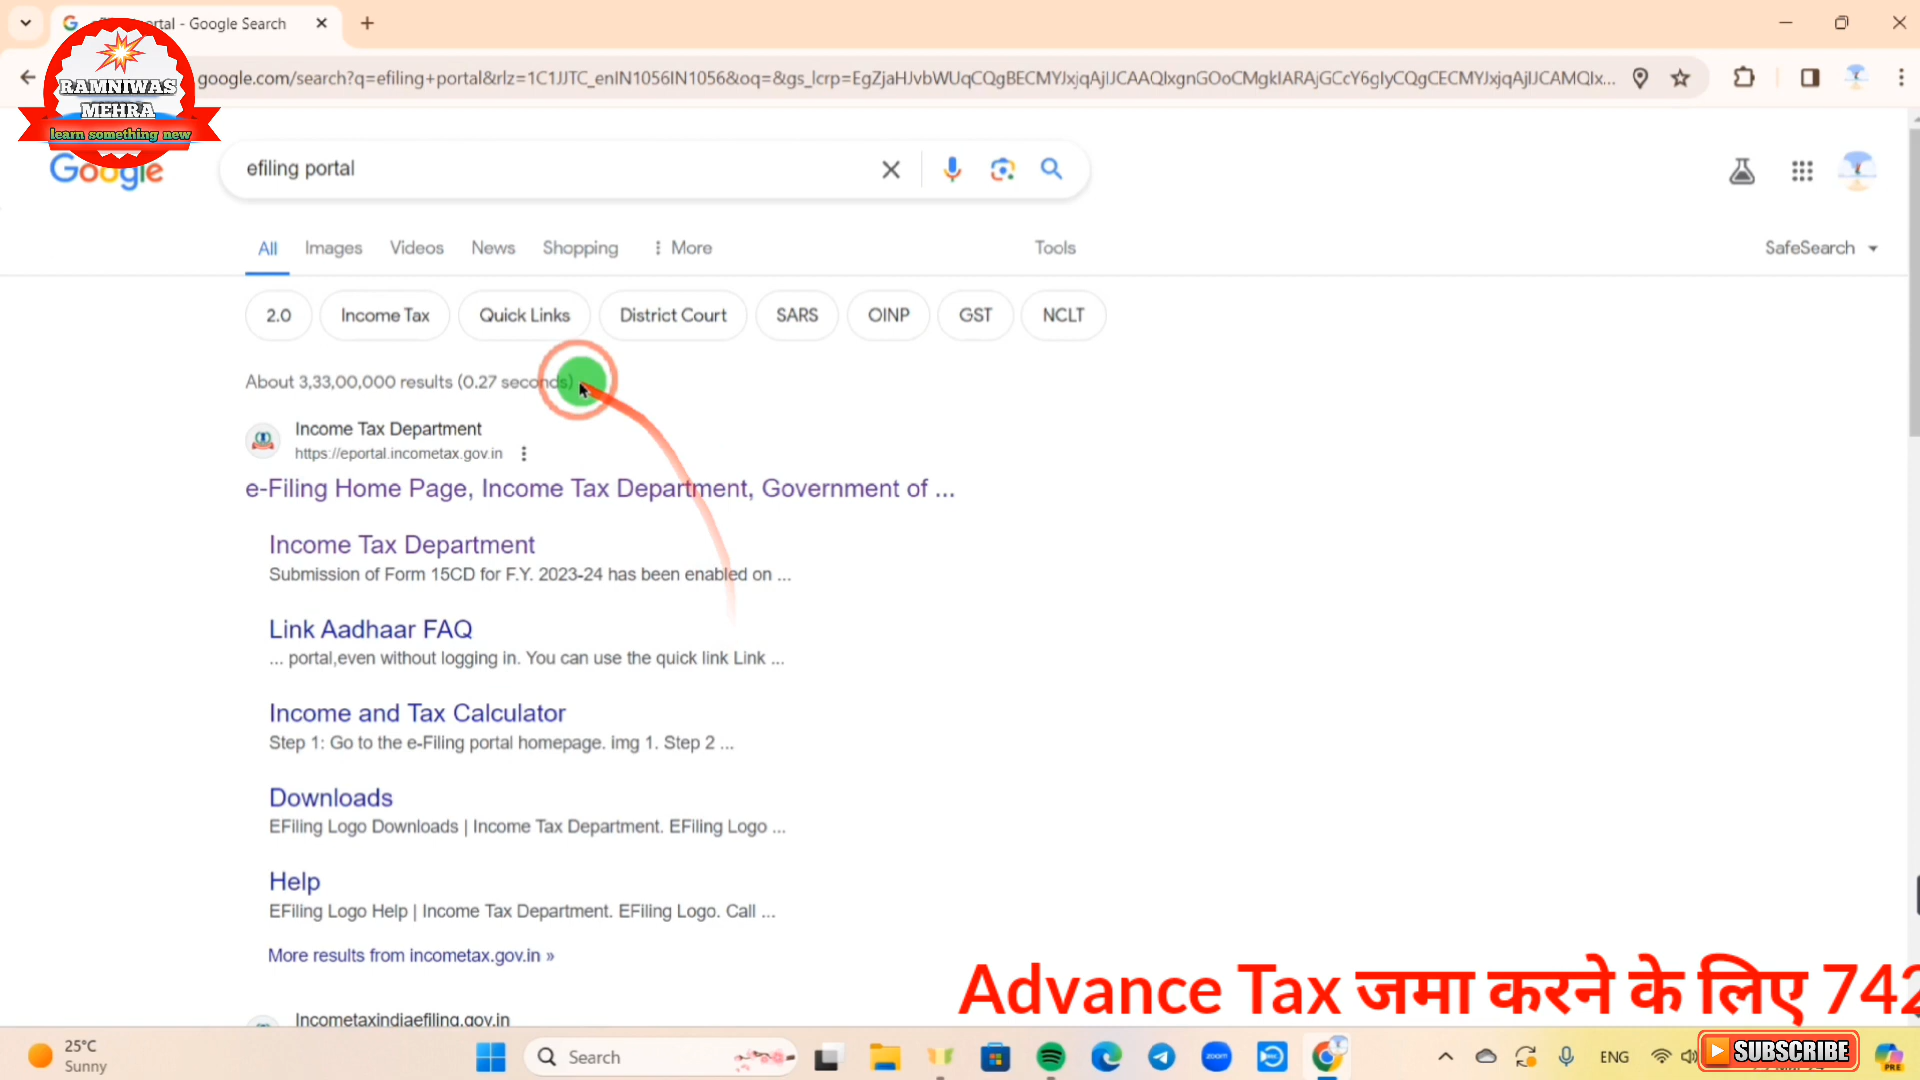 rtal - Google Search
google.com/search?q=efiling+portal&rlz=1C1JJTC_enIN1056IN1056&oq=&gs_lcrp=EgZjaHJvbWUqCQgBECMYJxjqAjIJCAAQIxgnGOoCMgkIARAjGCcY6gIyCQgCECMYJxjqAjIJCAMQIx...
RAMNIWAS
MEHRA
learn something new
Google
efiling portal
All Images Videos News Shopping More Tools SafeSearch
2.0 Income Tax Quick Links District Court SARS OINP GST NCLT
About 3,33,00,000 results (0.27 seconds)
Income Tax Department
https://eportal.incometax.gov.in
e-Filing Home Page, Income Tax Department, Government of ...
Income Tax Department
Submission of Form 15CD for F.Y. 2023-24 has been enabled on ...
Link Aadhaar FAQ
... portal,even without logging in. You can use the quick link Link ...
Income and Tax Calculator
Step 1: Go to the e-Filing portal homepage. img 1. Step 2 ...
Downloads
EFiling Logo Downloads | Income Tax Department. EFiling Logo ...
Help
EFiling Logo Help | Income Tax Department. EFiling Logo. Call ...
More results from incometax.gov.in »
Advance Tax जमा करने के लिए 742
Incometaxindiaefiling.gov.in
25°C
Sunny
Search
zoom
ENG
SUBSCRIBE
PRE